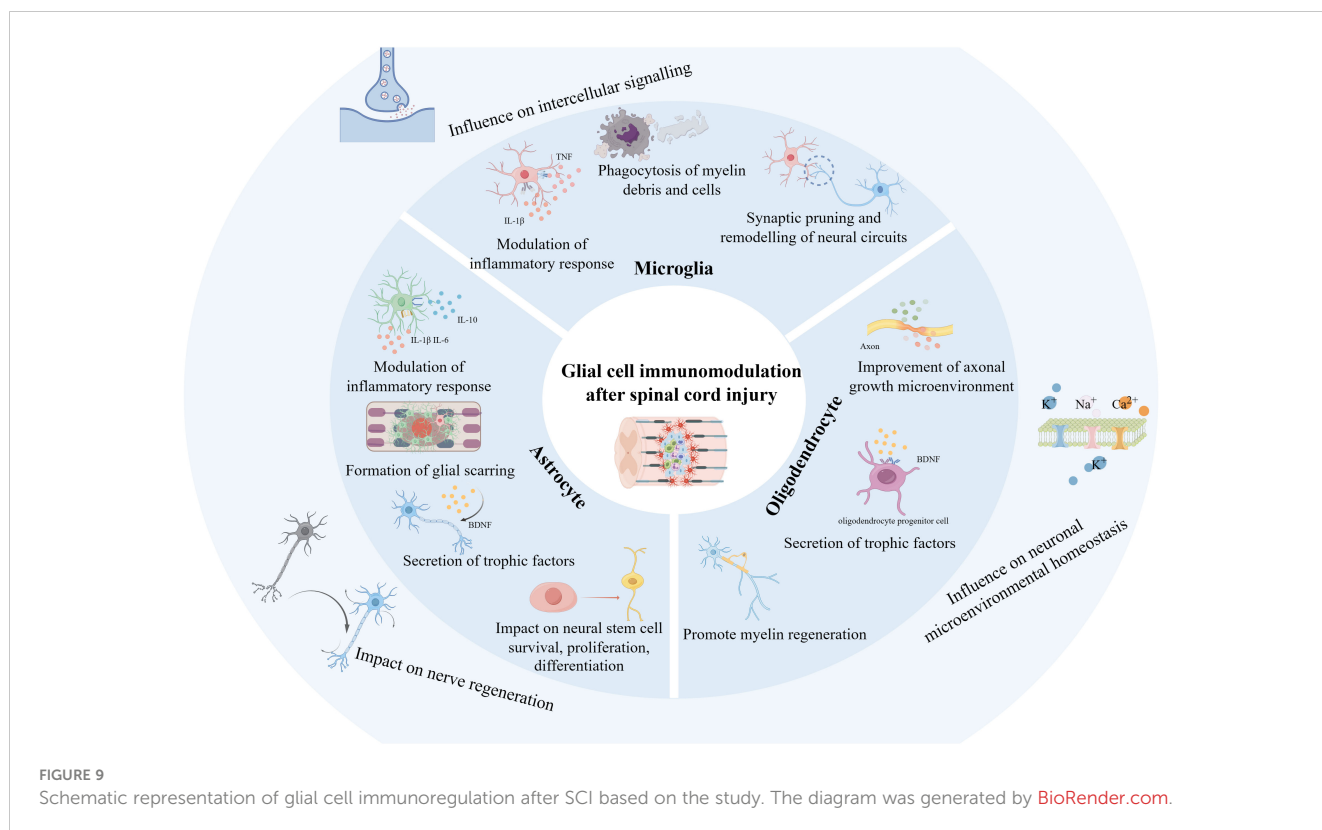 Influence on intercellular signalling
TNF
IL-1β
Modulation of
inflammatory response
Phagocytosis of myelin
debris and cells
Synaptic pruning and
remodelling of neural circuits
Microglia
IL-10
IL-1β IL-6
Modulation of
inflammatory response
Formation of glial scarring
BDNF
Secretion of trophic factors
Impact on neural stem cell
survival, proliferation,
differentiation
Astrocyte
Glial cell immunomodulation
after spinal cord injury
Axon
Improvement of axonal
growth microenvironment
BDNF
oligodendrocyte progenitor cell
Secretion of trophic factors
Promote myelin regeneration
Oligodendrocyte
K⁺ Na⁺ Ca²⁺
K⁺
Influence on neuronal
microenvironmental homeostasis
Impact on nerve regeneration
FIGURE 9
Schematic representation of glial cell immunoregulation after SCI based on the study. The diagram was generated by BioRender.com.